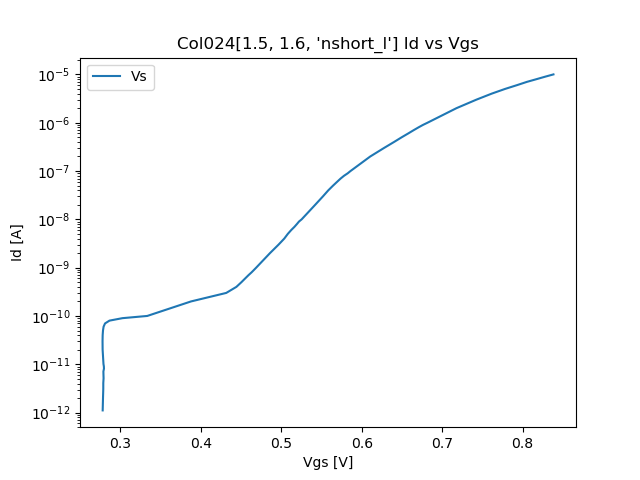 Col024[1.5, 1.6, 'nshort_l'] Id vs Vgs
Vs
Id [A]
10⁻⁵
10⁻⁶
10⁻⁷
10⁻⁸
10⁻⁹
10⁻¹⁰
10⁻¹¹
10⁻¹²
0.3 0.4 0.5 0.6 0.7 0.8
Vgs [V]